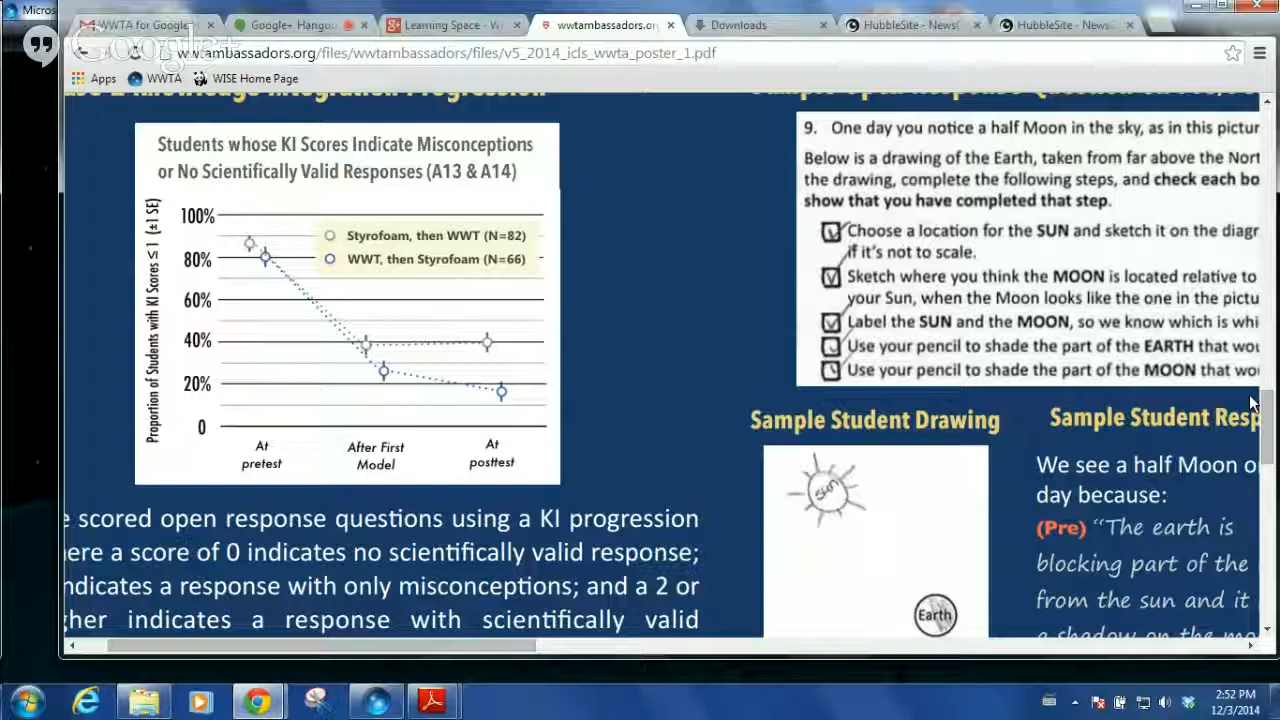 Micros
WWTA for Google+
Google+ Hangou
Learning Space - W
wwtambassadors.or
Downloads
HubbleSite - NewsC
HubbleSite - News
Google+
wwtambassadors.org/files/wwtambassadors/files/v5_2014_icls_wwta_poster_1.pdf
Apps
WWTA
WISE Home Page
Knowledge Integration Progression
Students whose KI Scores Indicate Misconceptions
or No Scientifically Valid Responses (A13 & A14)
Proportion of Students with KI Scores ≤ 1 (±1 SE)
100%
80%
60%
40%
20%
0
Styrofoam, then WWT (N=82)
WWT, then Styrofoam (N=66)
At
pretest
After First
Model
At
posttest
e scored open response questions using a KI progression
ere a score of 0 indicates no scientifically valid response;
ndicates a response with only misconceptions; and a 2 or
gher indicates a response with scientifically valid
9. One day you notice a half Moon in the sky, as in this pictur
Below is a drawing of the Earth, taken from far above the Nort
the drawing, complete the following steps, and check each bo
show that you have completed that step.
Choose a location for the SUN and sketch it on the diagr
if it's not to scale.
Sketch where you think the MOON is located relative to
your Sun, when the Moon looks like the one in the pictu
Label the SUN and the MOON, so we know which is whi
Use your pencil to shade the part of the EARTH that wou
Use your pencil to shade the part of the MOON that wo
Sample Student Drawing
Sun
Earth
Sample Student Resp
We see a half Moon o
day because:
(Pre) "The earth is
blocking part of the
from the sun and it
a shadow on the mo
2:52 PM
12/3/2014